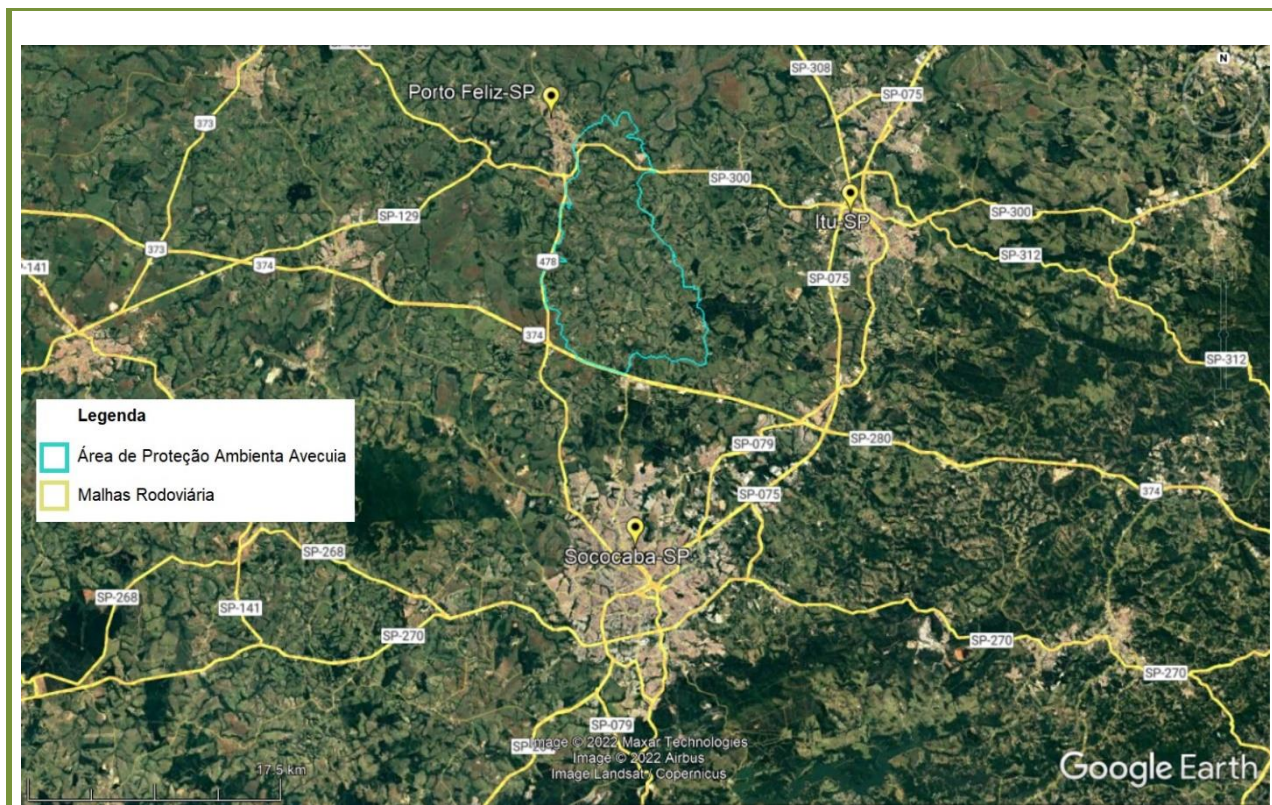 N
SP-308
SP-075
Porto Feliz-SP
373
SP-300
Itu-SP
SP-300
SP-129
373
SP-312
SP-141
374
478
SP-075
374
SP-312
Legenda
Área de Proteção Ambienta Avecuia
Malhas Rodoviária
SP-079
SP-280
SP-075
374
Sococaba-SP
SP-268
SP-268
SP-141
SP-270
SP-270
SP-270
SP-079
Image © 2022 Maxar Technologies
Image © 2022 Airbus
Image Landsat / Copernicus
17.5 km
Google Earth